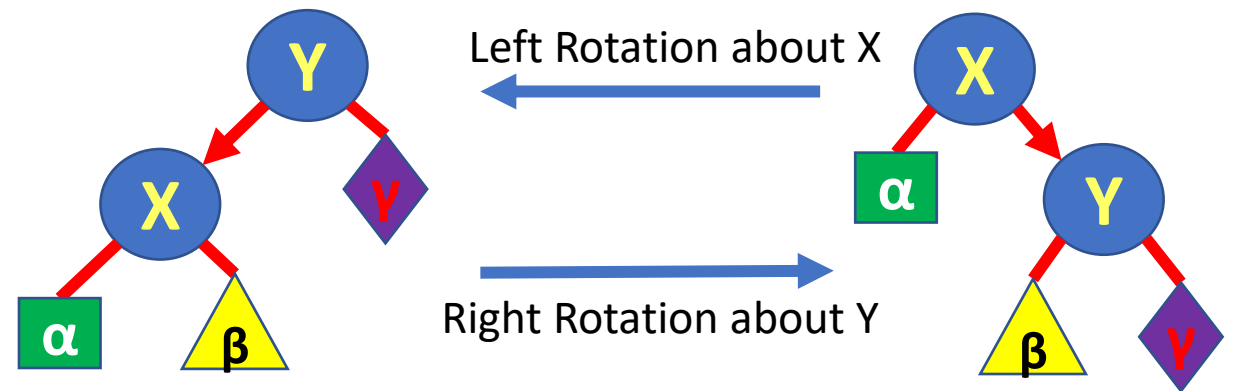 Y
X
γ
α
β
Left Rotation about X
Right Rotation about Y
X
α
Y
β
γ